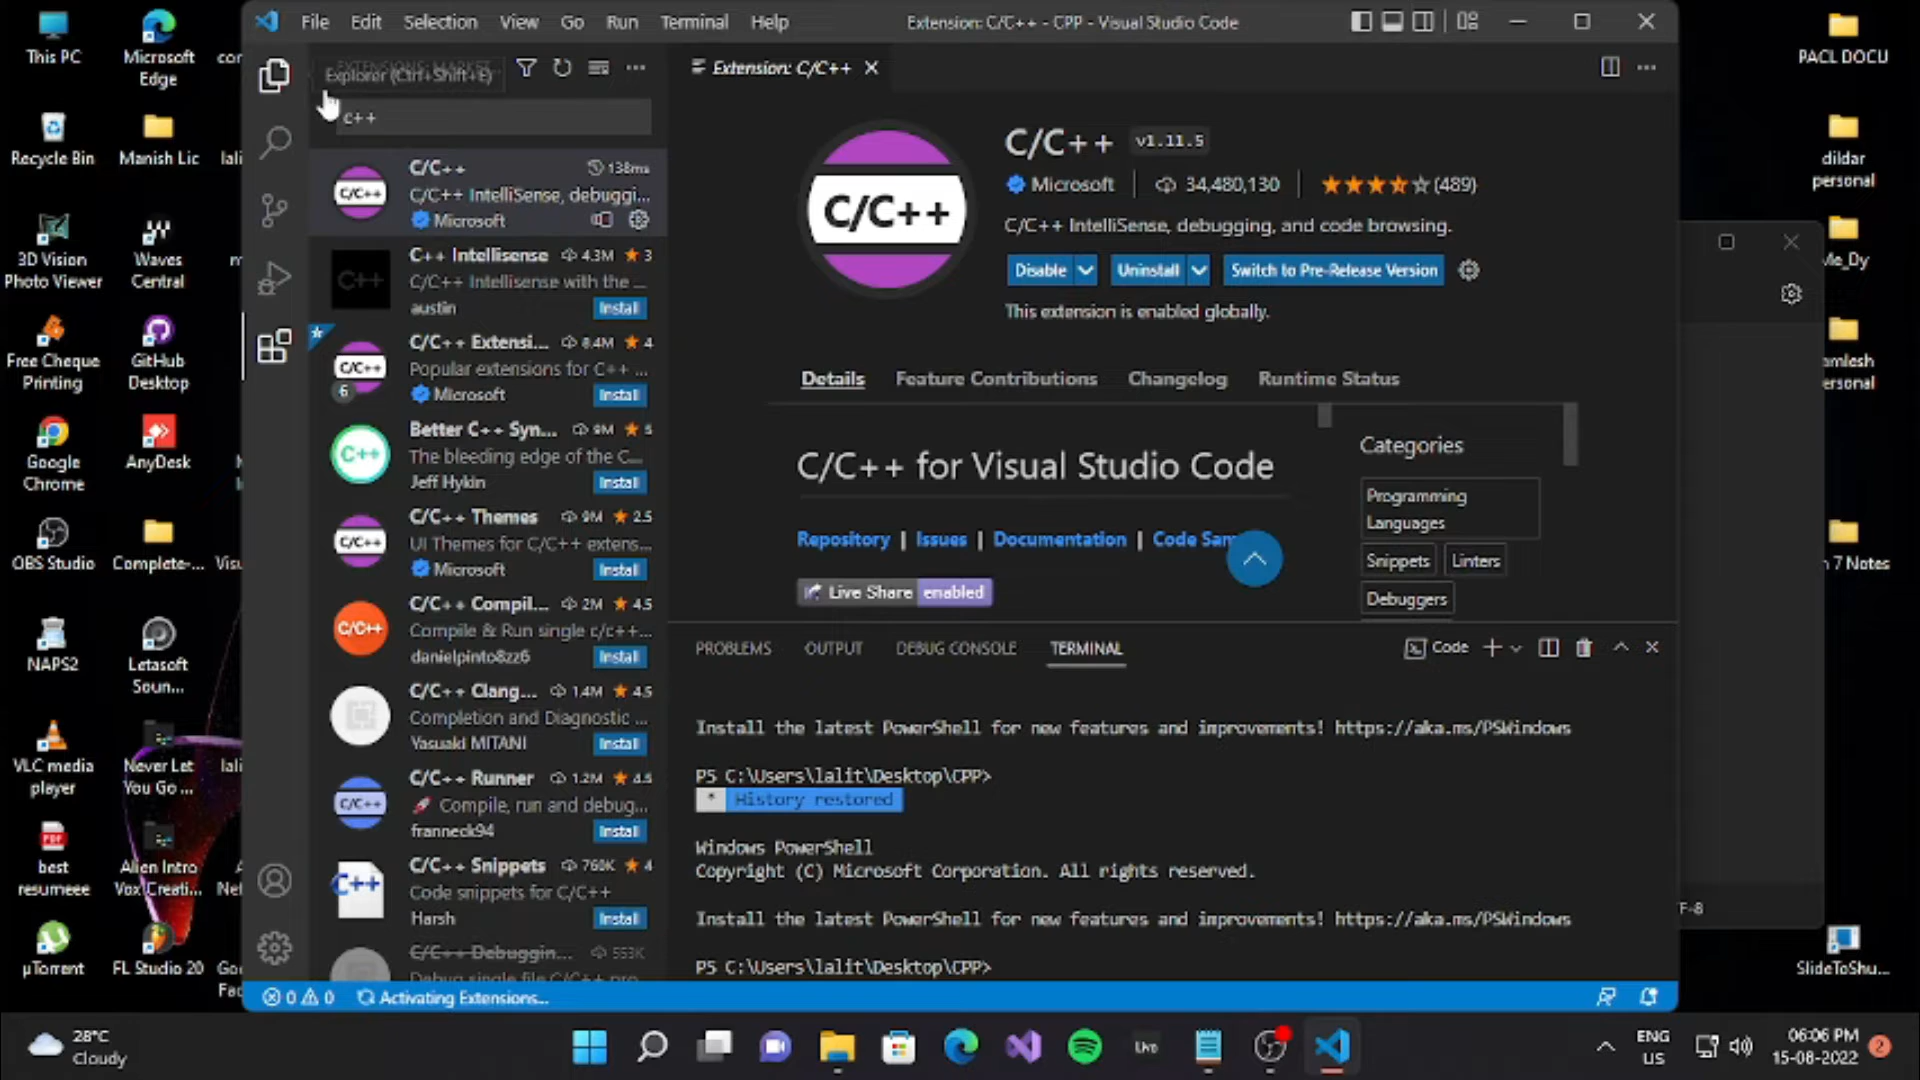 File Edit Selection View Go Run Terminal Help
Extension: C/C++ - CPP - Visual Studio Code
This PC
Microsoft Edge
Recycle Bin
Manish Lic
3D Vision Photo Viewer
Waves Central
Free Cheque Printing
GitHub Desktop
Google Chrome
AnyDesk
OBS Studio
Complete-...
NAPS2
Letasoft Soun...
VLC media player
Never Let You Go ...
best resumeee
Alien Intro Vox Creati...
µTorrent
FL Studio 20
Explorer (Ctrl+Shift+E)
c++
C/C++ 138ms
C/C++ IntelliSense, debuggi...
Microsoft
C++ Intellisense 4.3M 3
C/C++ Intellisense with the ...
austin Install
C/C++ Extensi... 8.4M 4
Popular extensions for C++ ...
6 Microsoft Install
Better C++ Syn... 9M 5
The bleeding edge of the C...
Jeff Hykin Install
C/C++ Themes 9M 2.5
UI Themes for C/C++ extens...
Microsoft Install
C/C++ Compil... 2M 4.5
Compile & Run single c/c++...
danielpinto8zz6 Install
C/C++ Clang... 1.4M 4.5
Completion and Diagnostic ...
Yasuaki MITANI Install
C/C++ Runner 1.2M 4.5
🚀 Compile, run and debug...
franneck94 Install
C/C++ Snippets 760K 4
Code snippets for C/C++
Harsh Install
C/C++ Debuggin... 553K
Extension: C/C++
C/C++
C/C++ v1.11.5
Microsoft | 34,480,130 | (489)
C/C++ IntelliSense, debugging, and code browsing.
Disable Uninstall Switch to Pre-Release Version
This extension is enabled globally.
Details Feature Contributions Changelog Runtime Status
C/C++ for Visual Studio Code
Repository | Issues | Documentation | Code Sam
Live Share enabled
Categories
Programming Languages
Snippets Linters
Debuggers
PROBLEMS OUTPUT DEBUG CONSOLE TERMINAL
Code
Install the latest PowerShell for new features and improvements! https://aka.ms/PSWindows
PS C:\Users\lalit\Desktop\CPP>
* History restored
Windows PowerShell
Copyright (C) Microsoft Corporation. All rights reserved.
Install the latest PowerShell for new features and improvements! https://aka.ms/PSWindows
PS C:\Users\lalit\Desktop\CPP>
0 0 Activating Extensions...
PACL DOCU
dildar personal
Me_Dy
amlesh ersonal
7 Notes
SlideToShu...
28°C
Cloudy
ENG
US
06:06 PM
15-08-2022
2